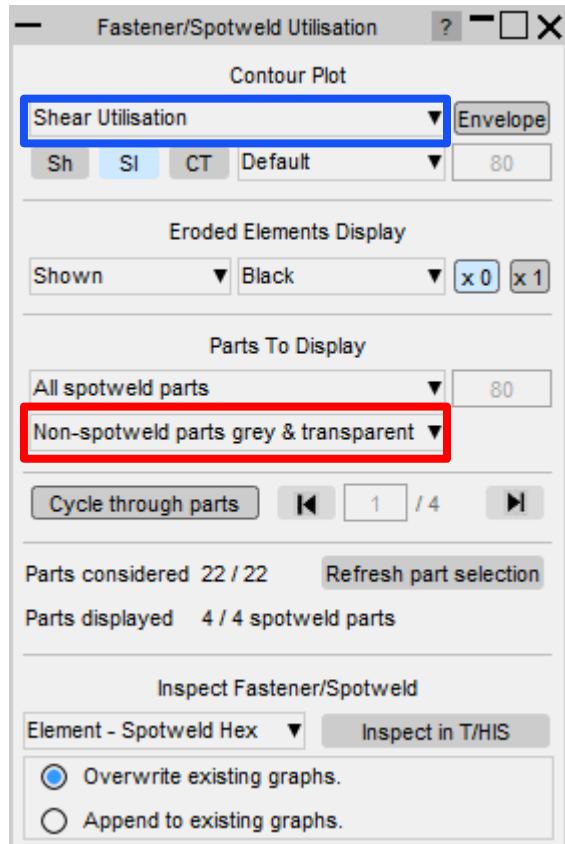 Fastener/Spotweld Utilisation ?
Contour Plot
Shear Utilisation Envelope
Sh SI CT Default 80
Eroded Elements Display
Shown Black x 0 x 1
Parts To Display
All spotweld parts 80
Non-spotweld parts grey & transparent
Cycle through parts 1 / 4
Parts considered 22 / 22 Refresh part selection
Parts displayed 4 / 4 spotweld parts
Inspect Fastener/Spotweld
Element - Spotweld Hex Inspect in T/HIS
Overwrite existing graphs.
Append to existing graphs.